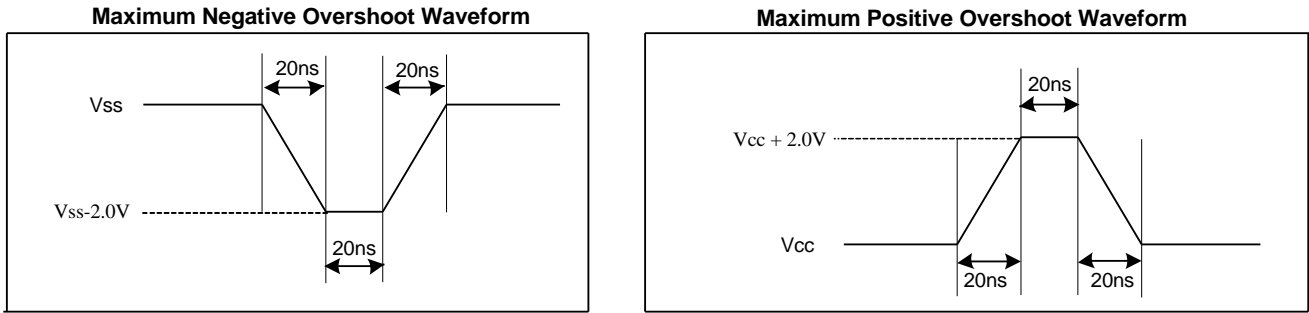 Maximum Negative Overshoot Waveform
20ns
20ns
Vss
Vss-2.0V
20ns
Maximum Positive Overshoot Waveform
20ns
Vcc + 2.0V
Vcc
20ns
20ns